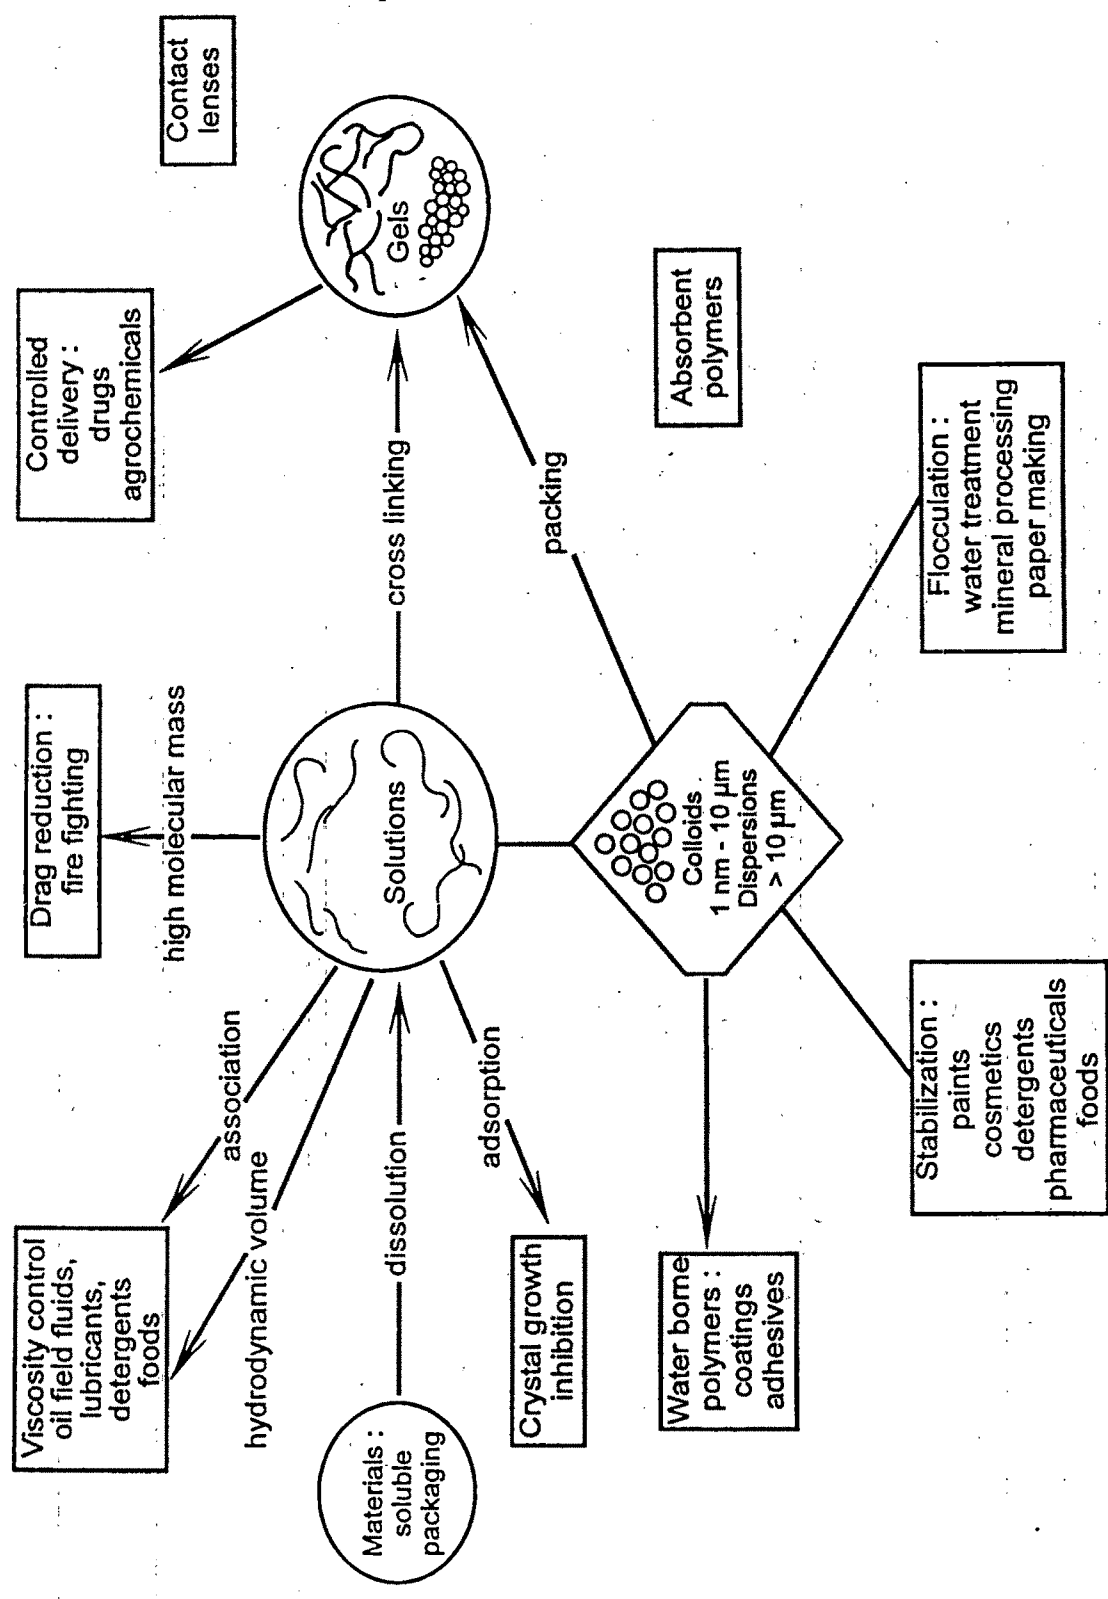 Viscosity control
oil field fluids,
lubricants,
detergents
foods
Drag reduction :
fire fighting
Controlled
delivery :
drugs
agrochemicals
Contact
lenses
association
hydrodynamic volume
high molecular mass
Materials :
soluble
packaging
dissolution
Solutions
cross linking
Gels
adsorption
Crystal growth
inhibition
packing
Absorbent
polymers
Water borne
polymers :
coatings
adhesives
Colloids
1 nm - 10 µm
Dispersions
> 10 µm
Stabilization :
paints
cosmetics
detergents
pharmaceuticals
foods
Flocculation :
water treatment
mineral processing
paper making